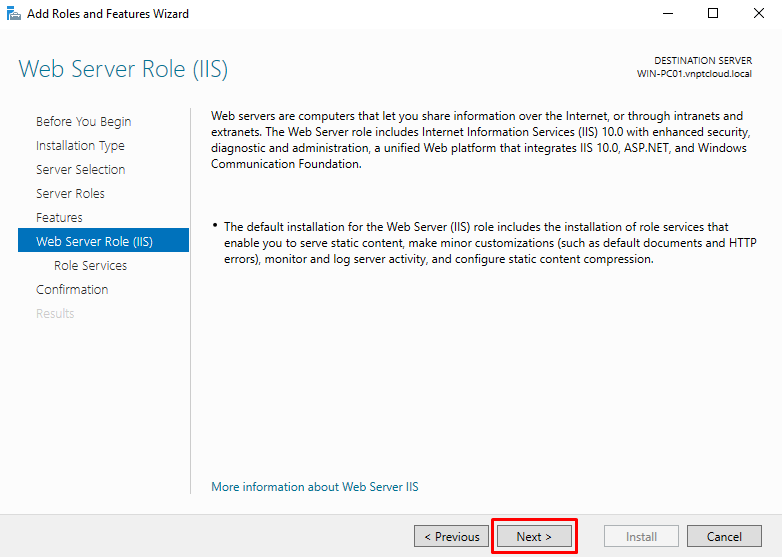 Add Roles and Features Wizard
Web Server Role (IIS)
DESTINATION SERVER
WIN-PC01.vnptcloud.local
Before You Begin
Installation Type
Server Selection
Server Roles
Features
Web Server Role (IIS)
Role Services
Confirmation
Results
Web servers are computers that let you share information over the Internet, or through intranets and
extranets. The Web Server role includes Internet Information Services (IIS) 10.0 with enhanced security,
diagnostic and administration, a unified Web platform that integrates IIS 10.0, ASP.NET, and Windows
Communication Foundation.
• The default installation for the Web Server (IIS) role includes the installation of role services that
enable you to serve static content, make minor customizations (such as default documents and HTTP
errors), monitor and log server activity, and configure static content compression.
More information about Web Server IIS
< Previous
Next >
Install
Cancel